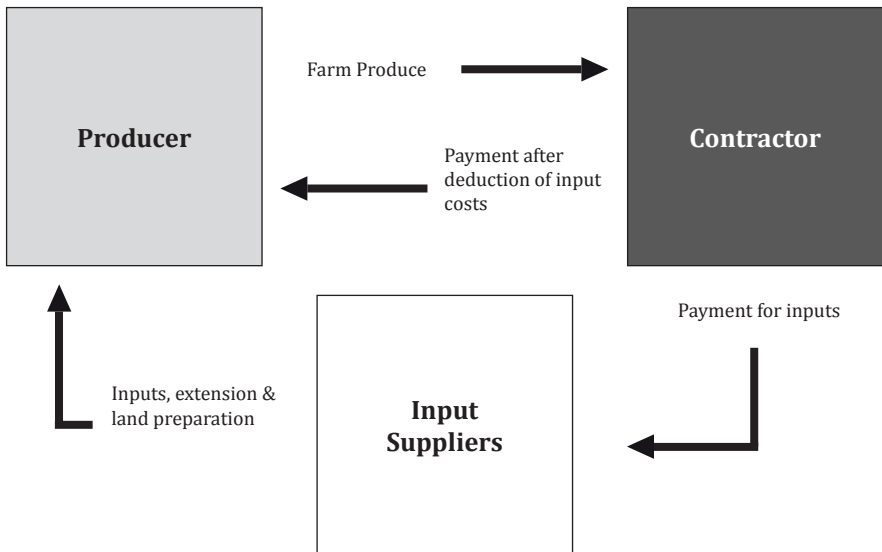 Farm Produce
Producer
Contractor
Payment after
deduction of input
costs
Payment for inputs
Inputs, extension &
land preparation
Input
Suppliers